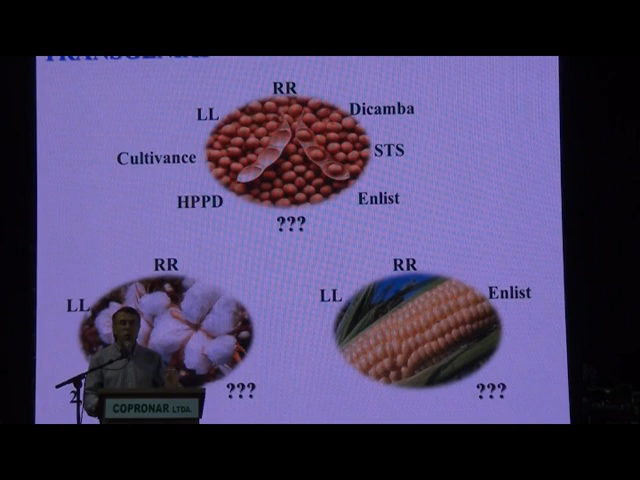 RR
LL
Dicamba
Cultivance
STS
HPPD
Enlist
???
RR
LL
???
RR
LL
Enlist
???
COPRONAR LTDA.